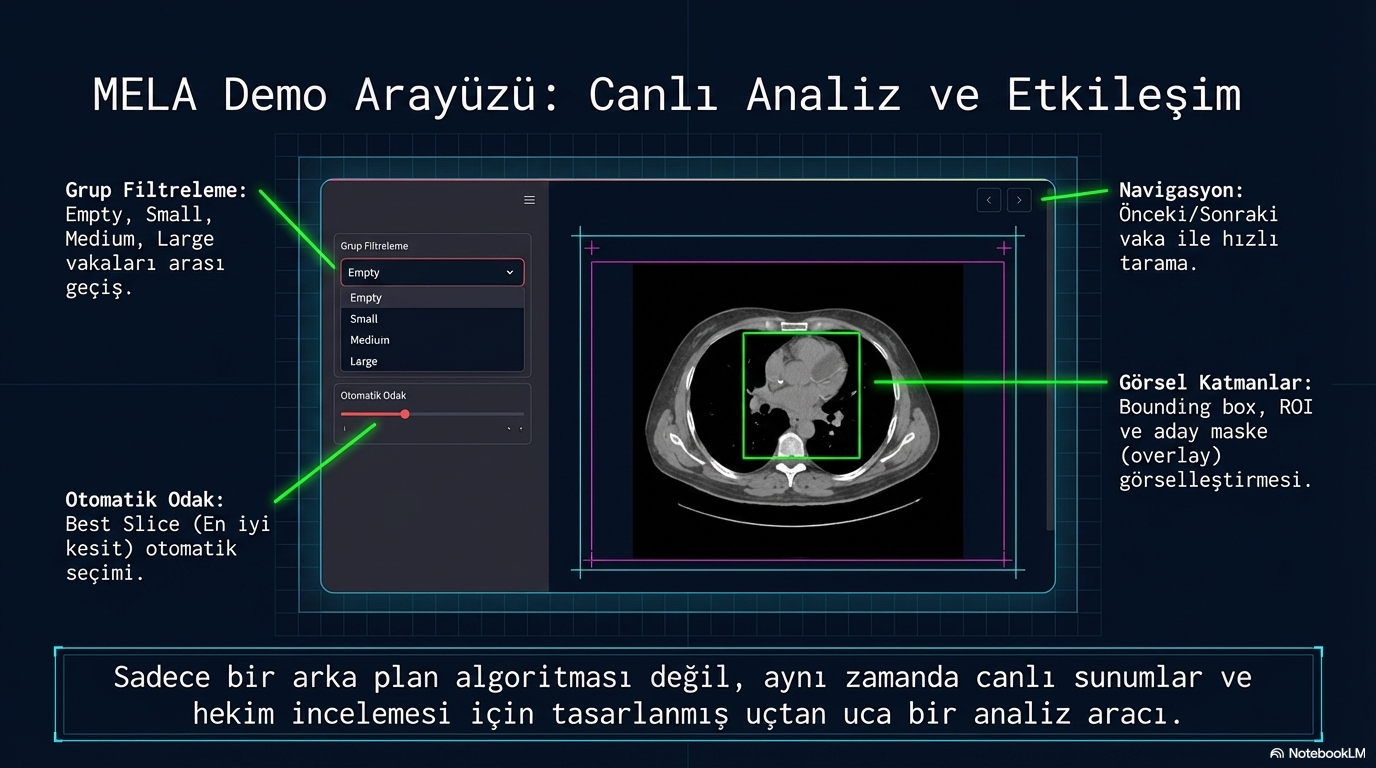 MELA Demo Arayüzü: Canlı Analiz ve Etkileşim
Grup Filtreleme:
Empty, Small,
Medium, Large
vakaları arası
geçiş.
Otomatik Odak:
Best Slice (En iyi
kesit) otomatik
seçimi.
Grup Filtreleme
Empty
Empty
Small
Medium
Large
Otomatik Odak
Navigasyon:
Önceki/Sonraki
vaka ile hızlı
tarama.
Görsel Katmanlar:
Bounding box, ROI
ve aday maske
(overlay)
görselleştirmesi.
Sadece bir arka plan algoritması değil, aynı zamanda canlı sunumlar ve
hekim incelemesi için tasarlanmış uçtan uca bir analiz aracı.
NotebookLM